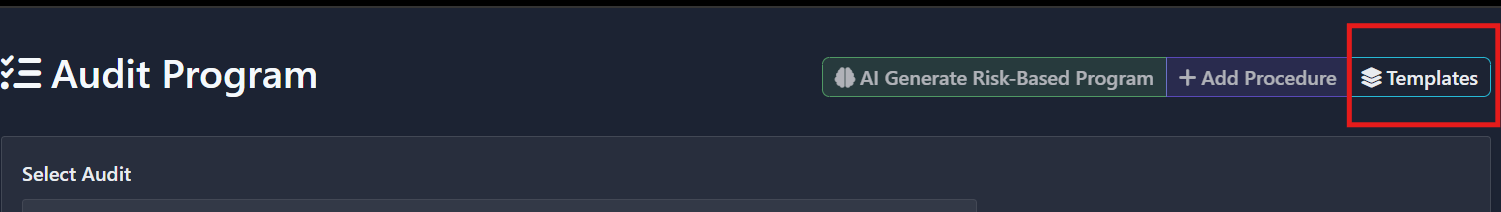 Audit Program
AI Generate Risk-Based Program
Add Procedure
Templates
Select Audit